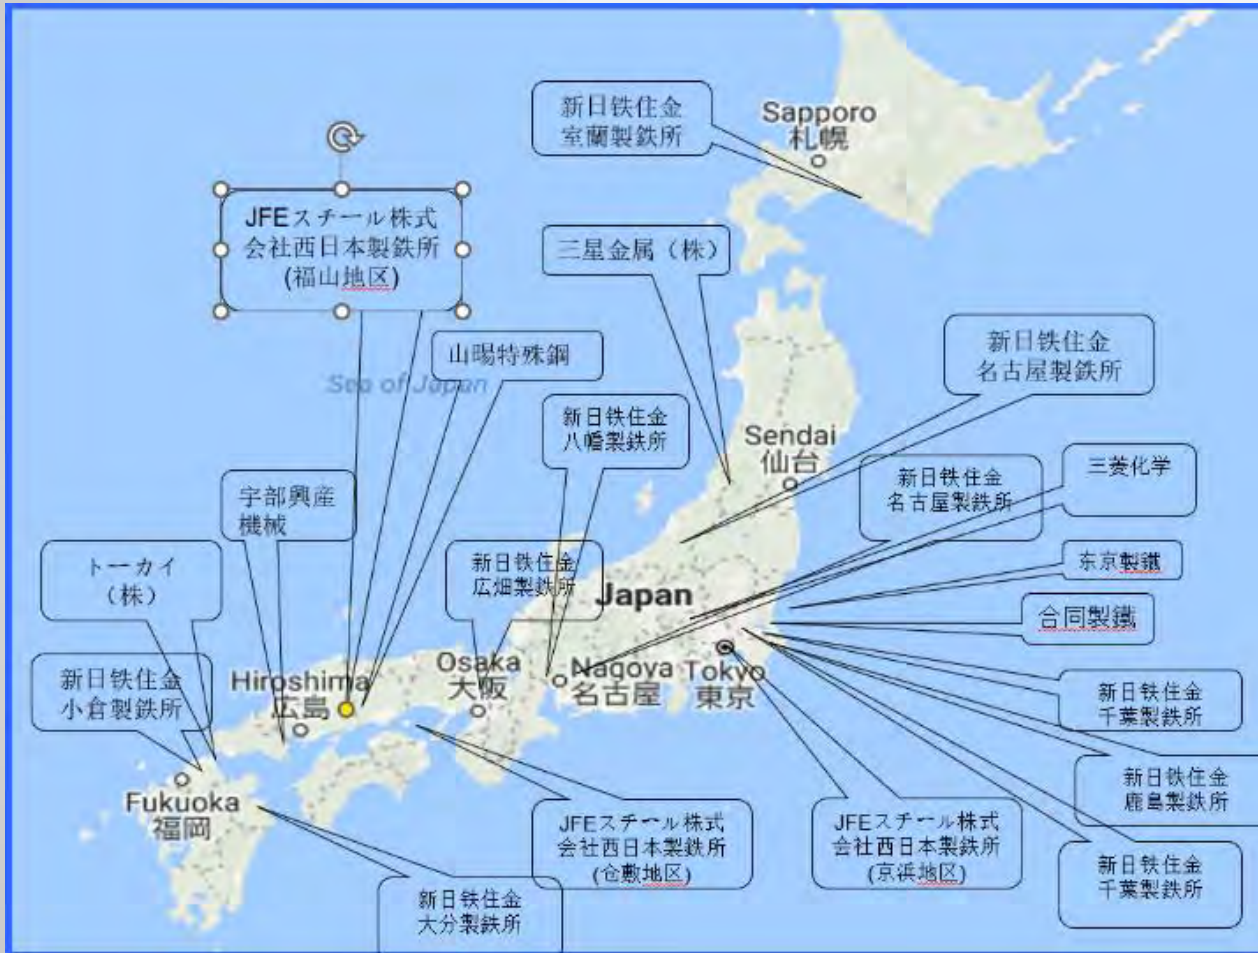 新日铁住金
室蘭製鉄所
Sapporo
札幌
JFEスチール株式
会社西日本製鉄所
(福山地区)
三星金属（株）
山暘特殊鋼
Sea of Japan
新日铁住金
名古屋製鉄所
新日铁住金
八幡製鉄所
Sendai
仙台
新日铁住金
名古屋製鉄所
三菱化学
宇部興産
機械
トーカイ
（株）
新日铁住金
広畑製鉄所
Japan
东京製鐵
合同製鐵
新日铁住金
小倉製鉄所
Hiroshima
広島
Osaka
大阪
Nagoya
名古屋
Tokyo
東京
新日铁住金
千葉製鉄所
新日铁住金
鹿島製鉄所
Fukuoka
福岡
JFEスチール株式
会社西日本製鉄所
(仓敷地区)
JFEスチール株式
会社西日本製鉄所
(京浜地区)
新日铁住金
千葉製鉄所
新日铁住金
大分製鉄所